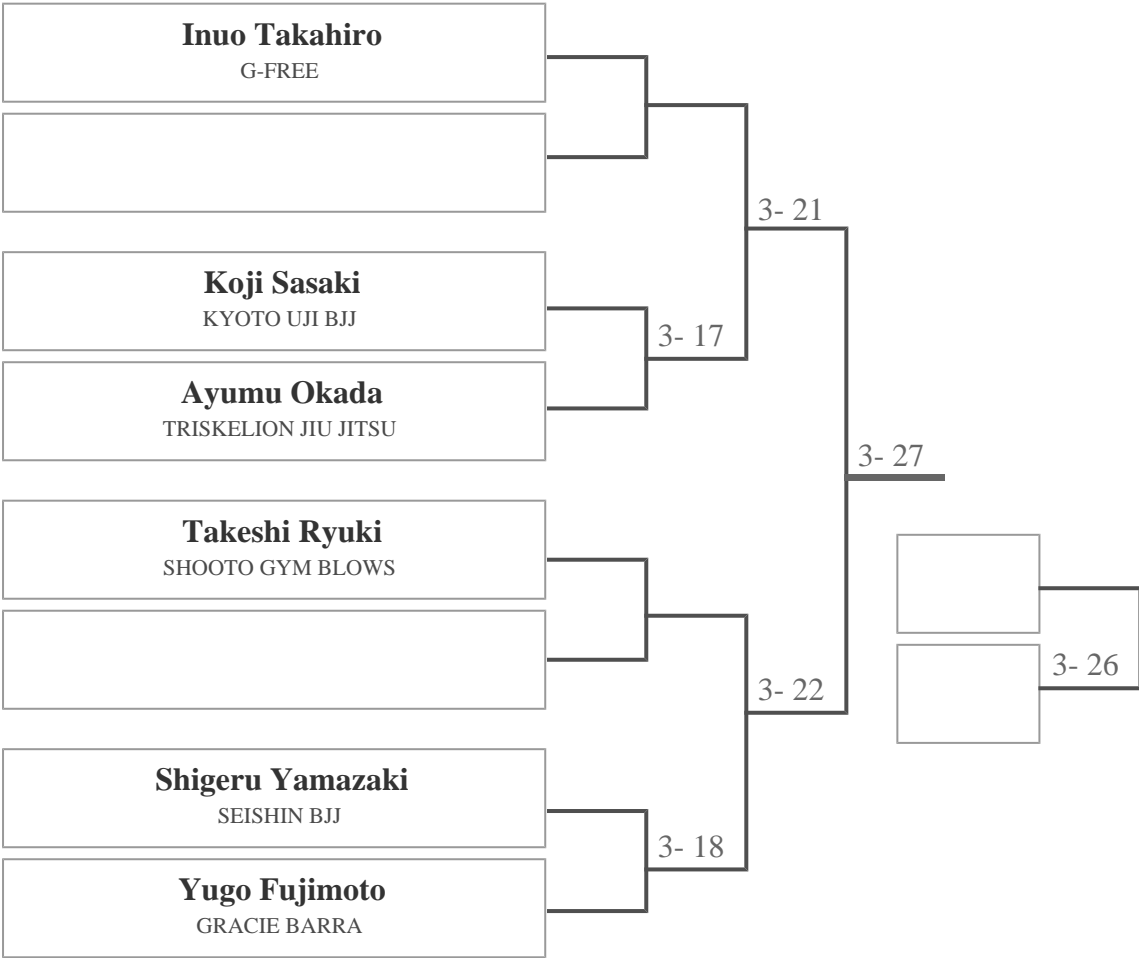 Inuo Takahiro
G-FREE
3- 21
Koji Sasaki
KYOTO UJI BJJ
3- 17
Ayumu Okada
TRISKELION JIU JITSU
3- 27
Takeshi Ryuki
SHOOTO GYM BLOWS
3- 22
3- 26
Shigeru Yamazaki
SEISHIN BJJ
3- 18
Yugo Fujimoto
GRACIE BARRA